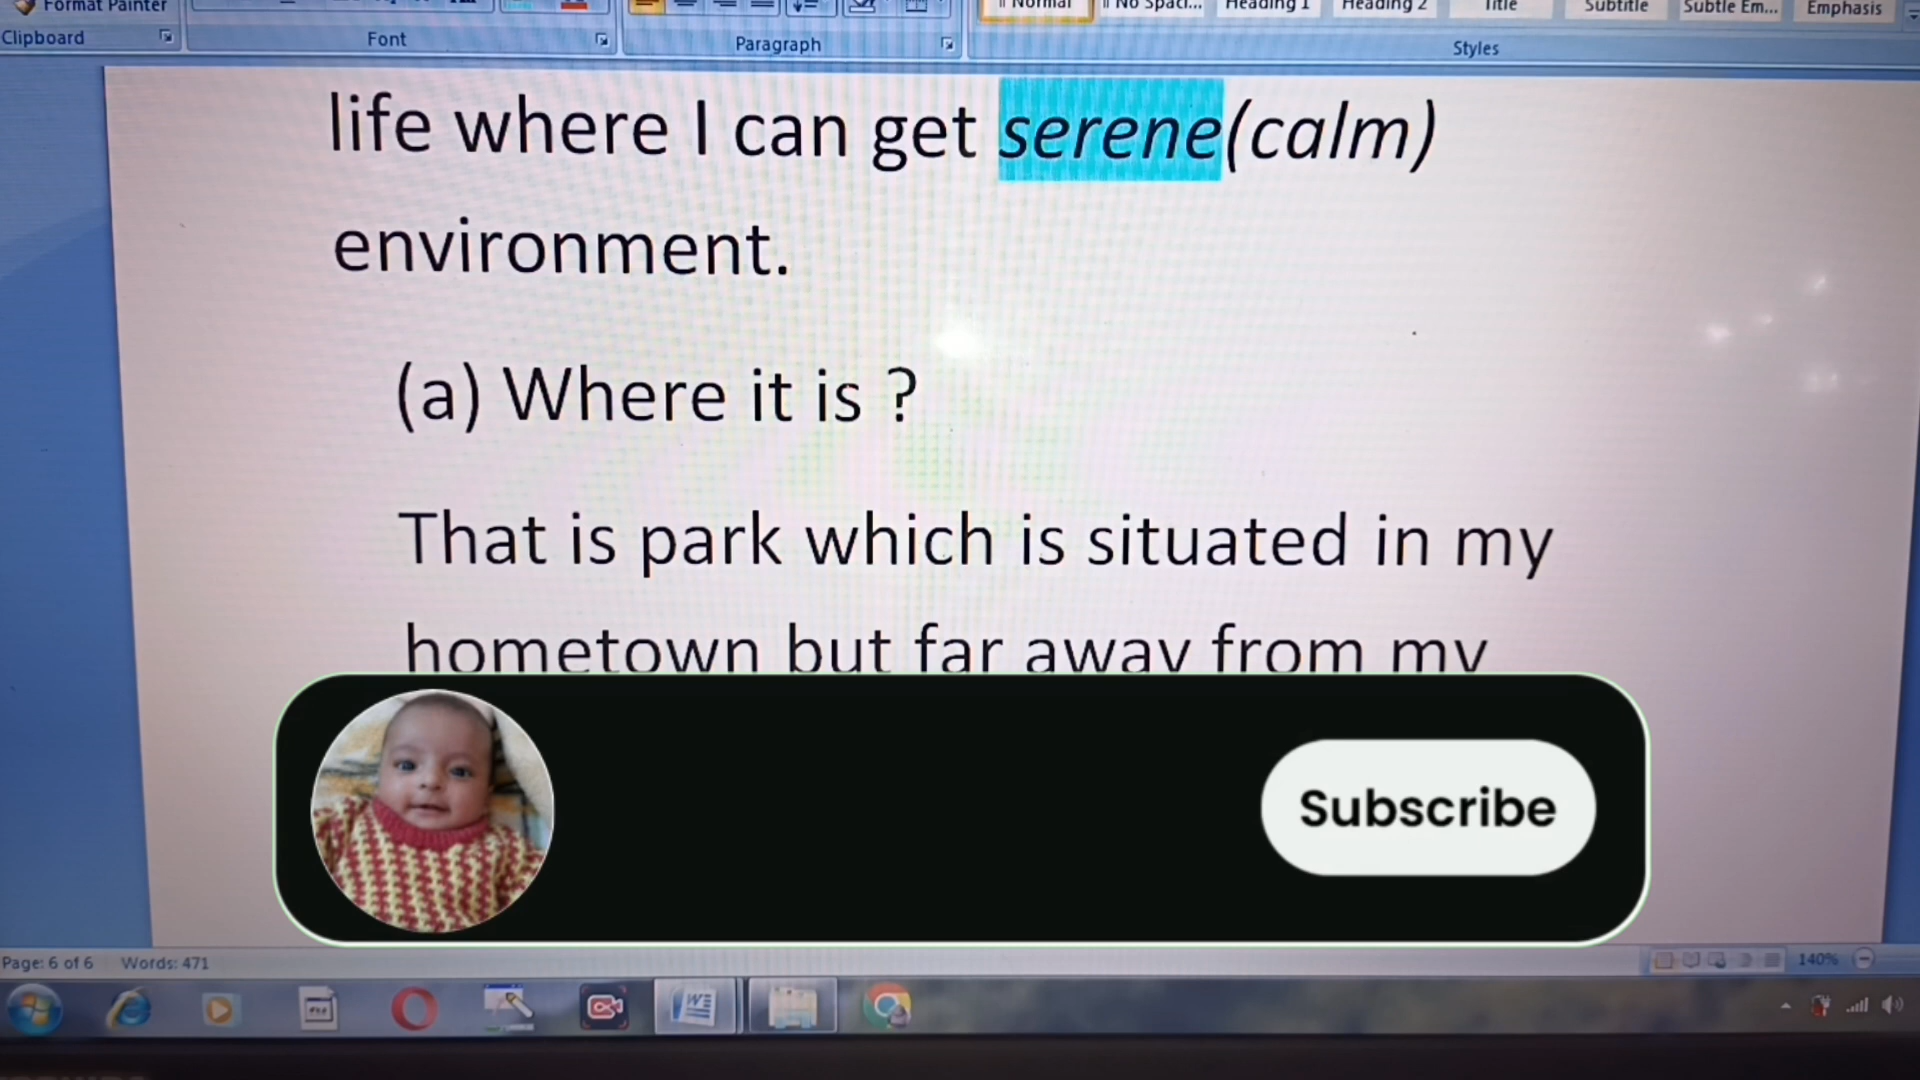 Format Painter
Clipboard
Font
Paragraph
Normal
No Spaci...
Heading 1
Heading 2
Title
Subtitle
Subtle Em...
Emphasis
Styles
life where I can get serene(calm)
environment.
(a) Where it is ?
That is park which is situated in my
hometown but far away from my
Subscribe
Page: 6 of 6
Words: 471
140%